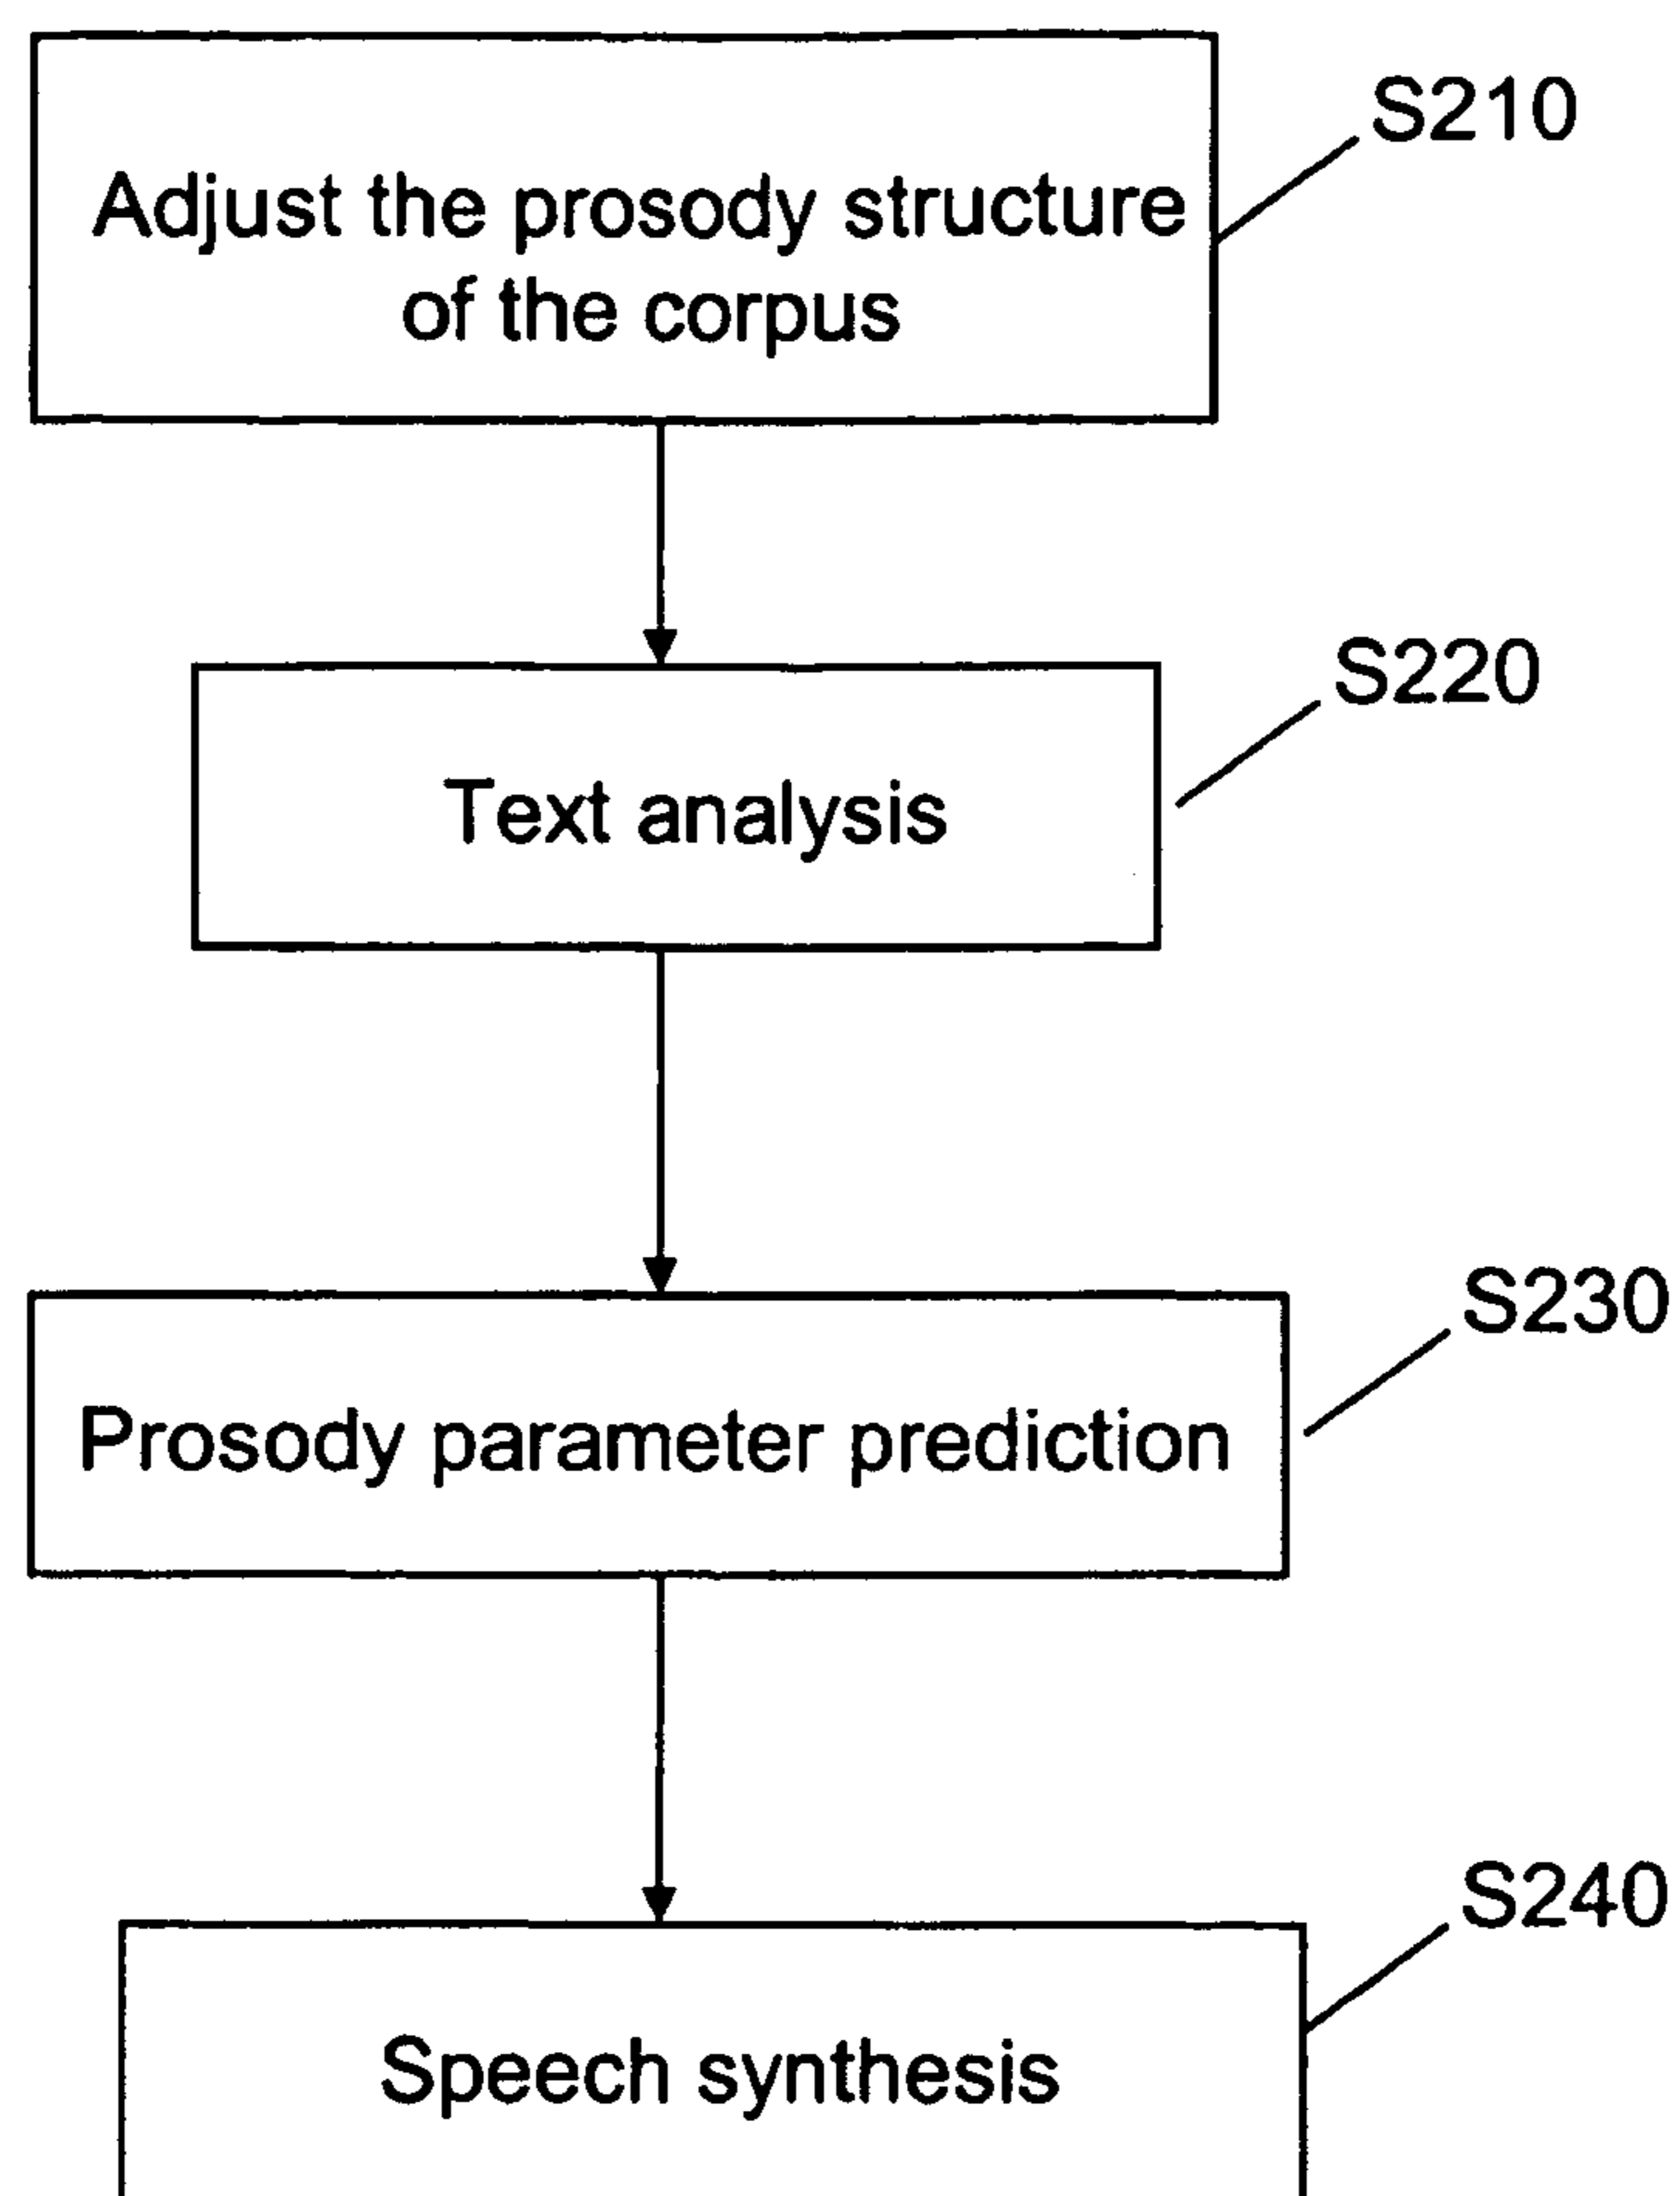 S210
Adjust the prosody structure
of the corpus
S220
Text analysis
S230
Prosody parameter prediction
S240
Speech synthesis